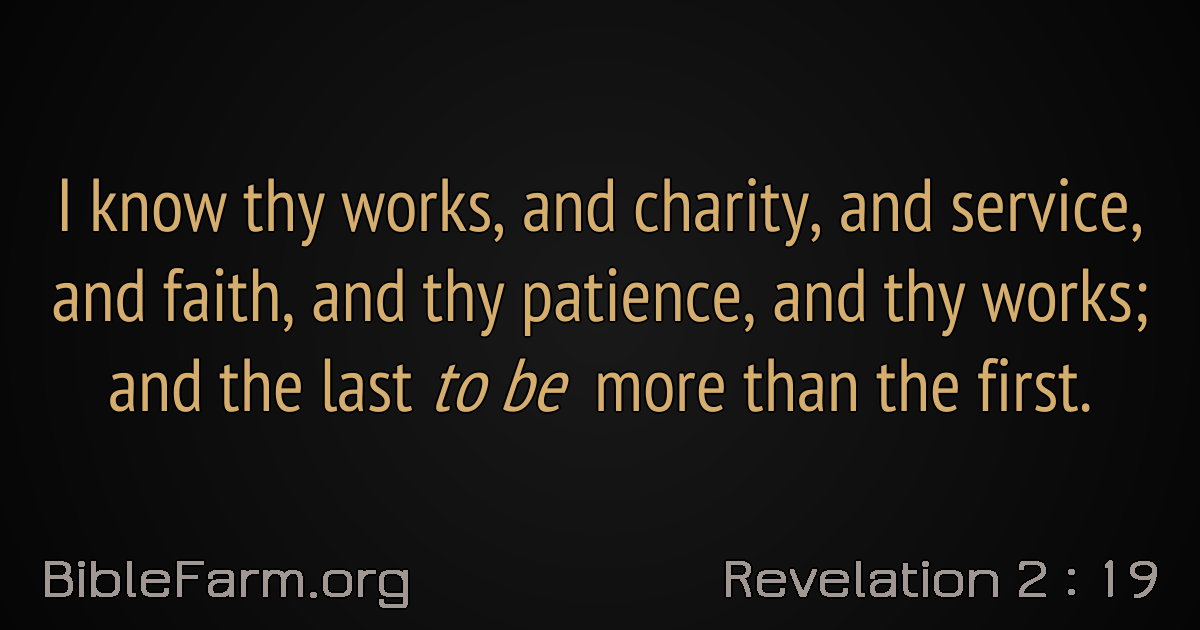 I know thy works, and charity, and service,
and faith, and thy patience, and thy works;
and the last to be more than the first.
BibleFarm.org
Revelation 2 : 19